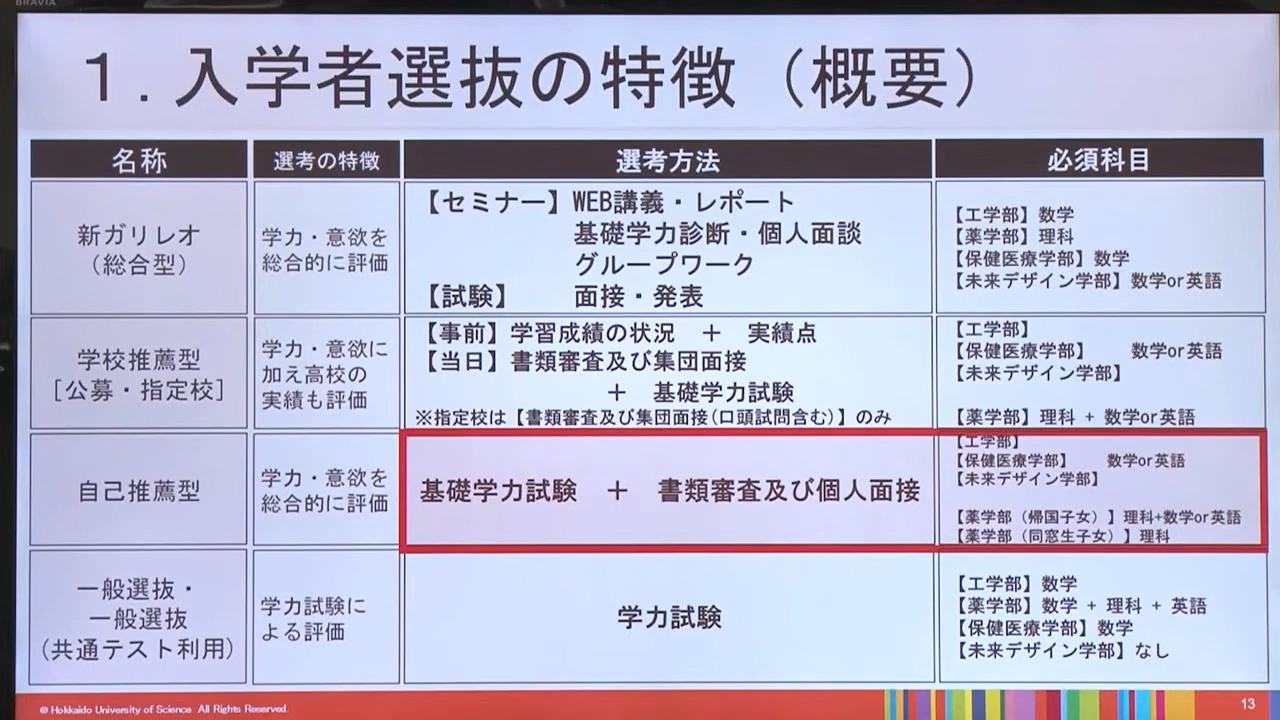 BRAVIA
1．入学者選抜の特徴（概要）
名称
選考の特徴
選考方法
必須科目
新ガリレオ
（総合型）
学力・意欲を
総合的に評価
【セミナー】WEB講義・レポート
基礎学力診断・個人面談
グループワーク
【試験】 面接・発表
【工学部】数学
【薬学部】理科
【保健医療学部】数学
【未来デザイン学部】数学or英語
学校推薦型
［公募・指定校］
学力・意欲に
加え高校の
実績も評価
【事前】学習成績の状況 ＋ 実績点
【当日】書類審査及び集団面接
＋ 基礎学力試験
※指定校は【書類審査及び集団面接（口頭試問含む）】のみ
【工学部】
【保健医療学部】 数学or英語
【未来デザイン学部】
【薬学部】理科 + 数学or英語
自己推薦型
学力・意欲を
総合的に評価
基礎学力試験 ＋ 書類審査及び個人面接
【工学部】
【保健医療学部】 数学or英語
【未来デザイン学部】
【薬学部（帰国子女）】理科+数学or英語
【薬学部（同窓生子女）】理科
一般選抜・
一般選抜
（共通テスト利用）
学力試験に
よる評価
学力試験
【工学部】数学
【薬学部】数学 + 理科 + 英語
【保健医療学部】数学
【未来デザイン学部】なし
© Hokkaido University of Science All Rights Reserved.
13